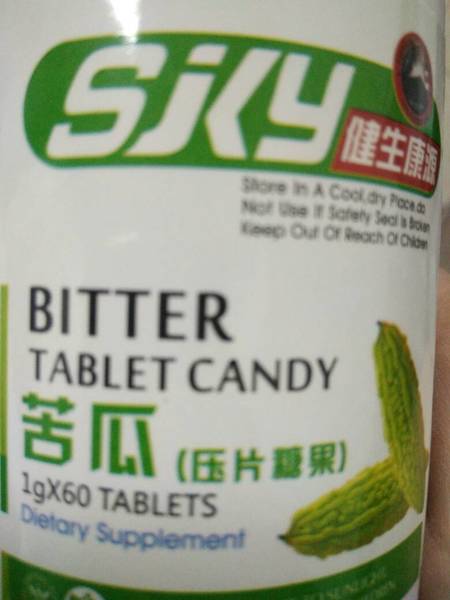 SJKY
健生康源
Store In A Cool,dry Place,do
Not Use If Safety Seal Is Broken
Keep Out Of Reach Of Children
BITTER
TABLET CANDY
苦瓜(压片糖果)
1gX60 TABLETS
Dietary Supplement